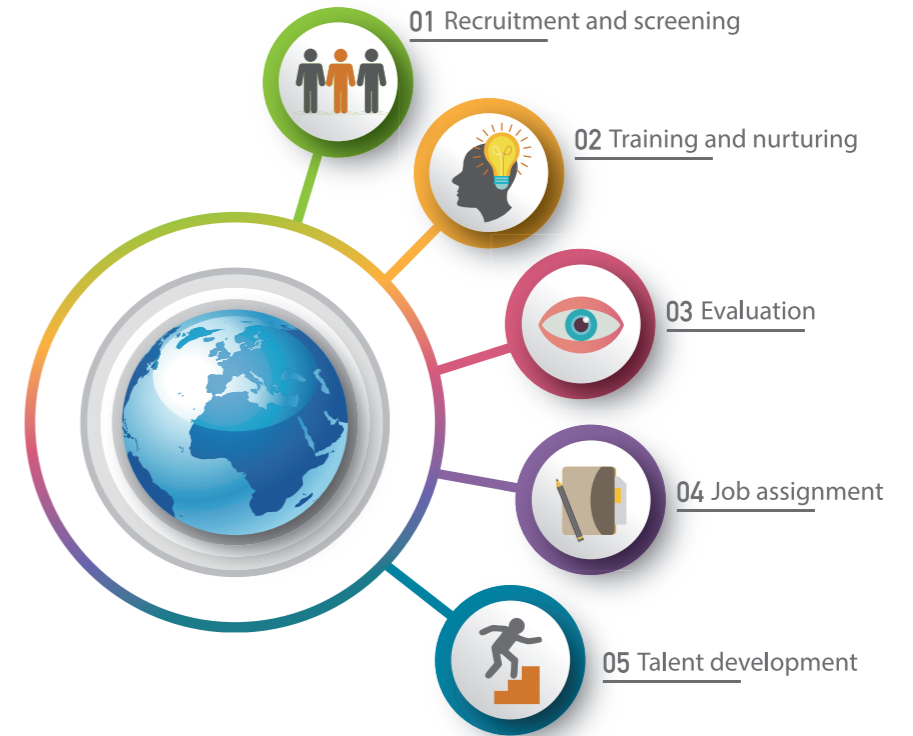 01 Recruitment and screening
02 Training and nurturing
03 Evaluation
04 Job assignment
05 Talent development